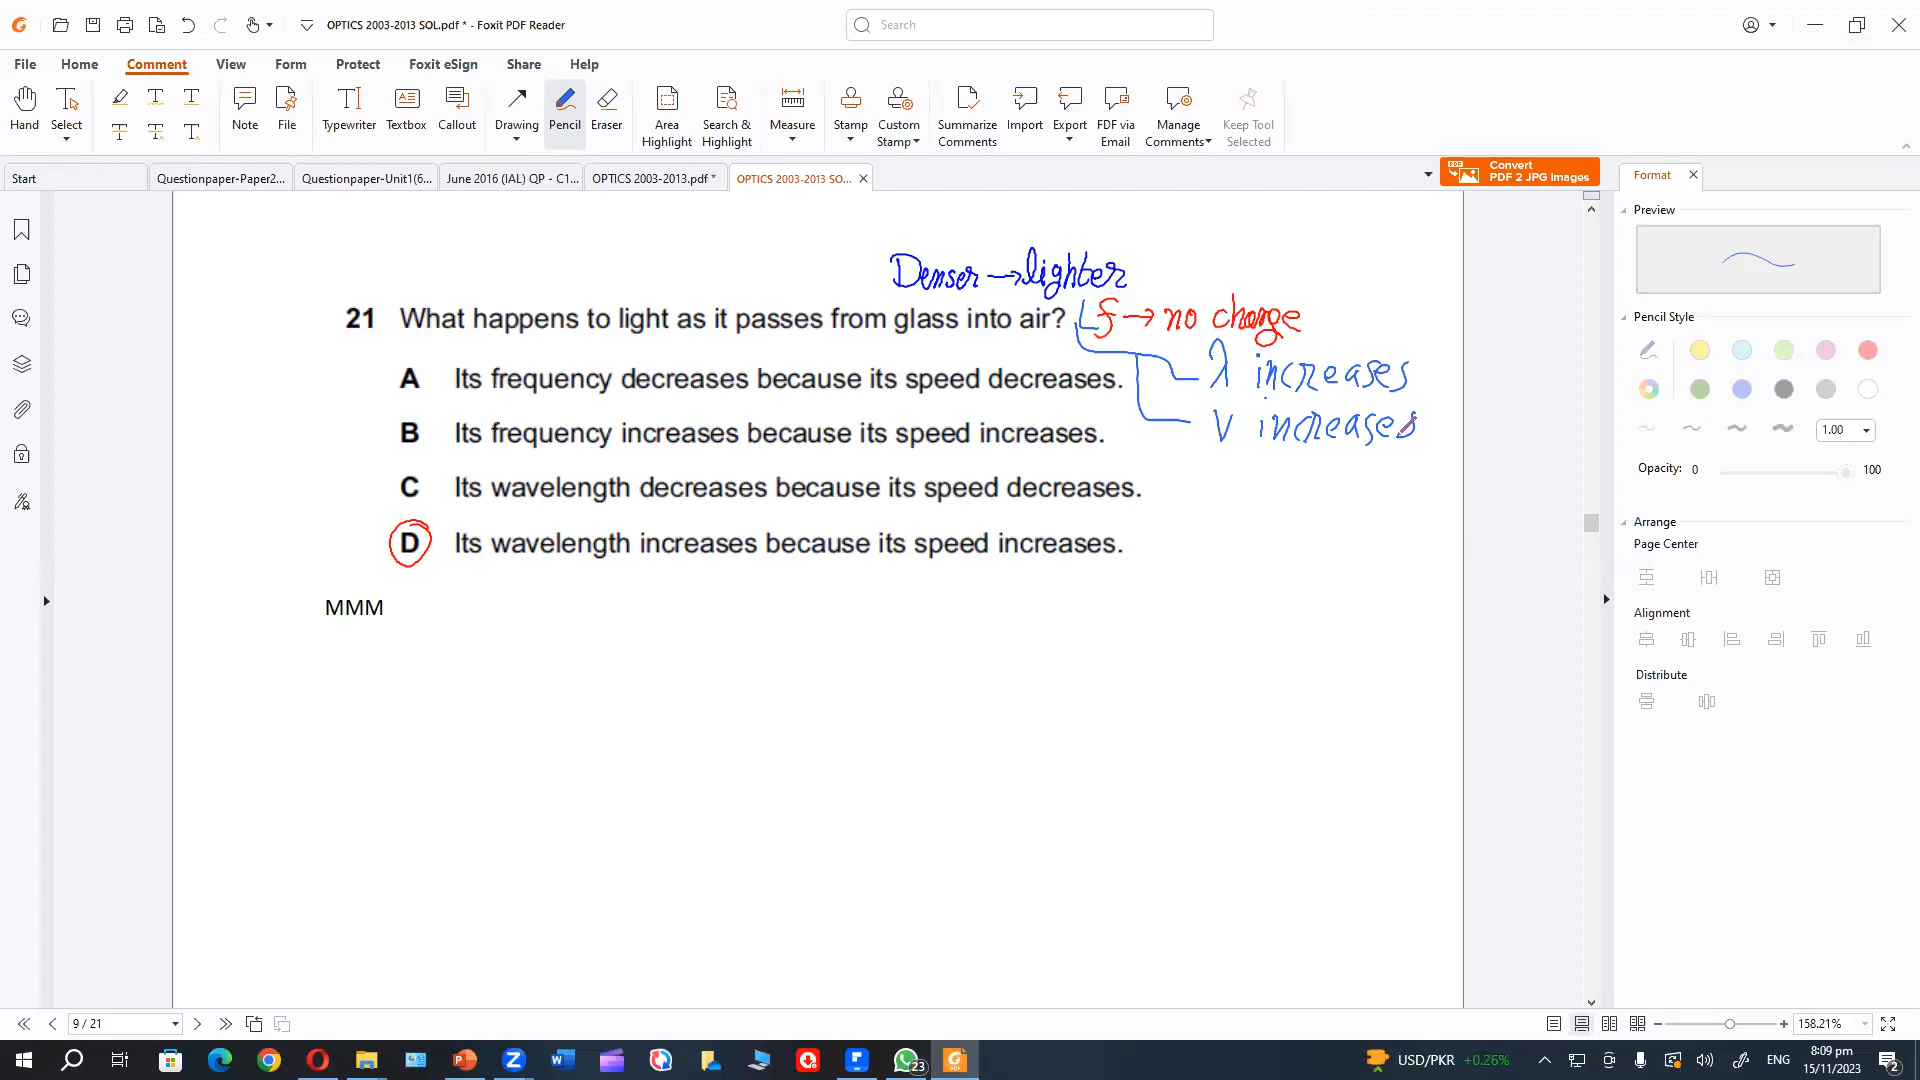 OPTICS 2003-2013 SOL.pdf * - Foxit PDF Reader
Search
File Home Comment View Form Protect Foxit eSign Share Help
Hand Select Note File Typewriter Textbox Callout Drawing Pencil Eraser Area Highlight Search & Highlight Measure Stamp Custom Stamp Summarize Comments Import Export FDF via Email Manage Comments Keep Tool Selected
Start Questionpaper-Paper2... Questionpaper-Unit1(6... June 2016 (IAL) QP - C1... OPTICS 2003-2013.pdf * OPTICS 2003-2013 SO...
Convert
PDF 2 JPG Images
Format
Preview
Pencil Style
1.00
Opacity: 0 100
Arrange
Page Center
Alignment
Distribute
Denser → lighter
21 What happens to light as it passes from glass into air?
f → no change
A Its frequency decreases because its speed decreases.
λ increases
B Its frequency increases because its speed increases.
v increases
C Its wavelength decreases because its speed decreases.
D Its wavelength increases because its speed increases.
MMM
9 / 21
158.21%
23
USD/PKR +0.26%
ENG
8:09 pm
15/11/2023
2